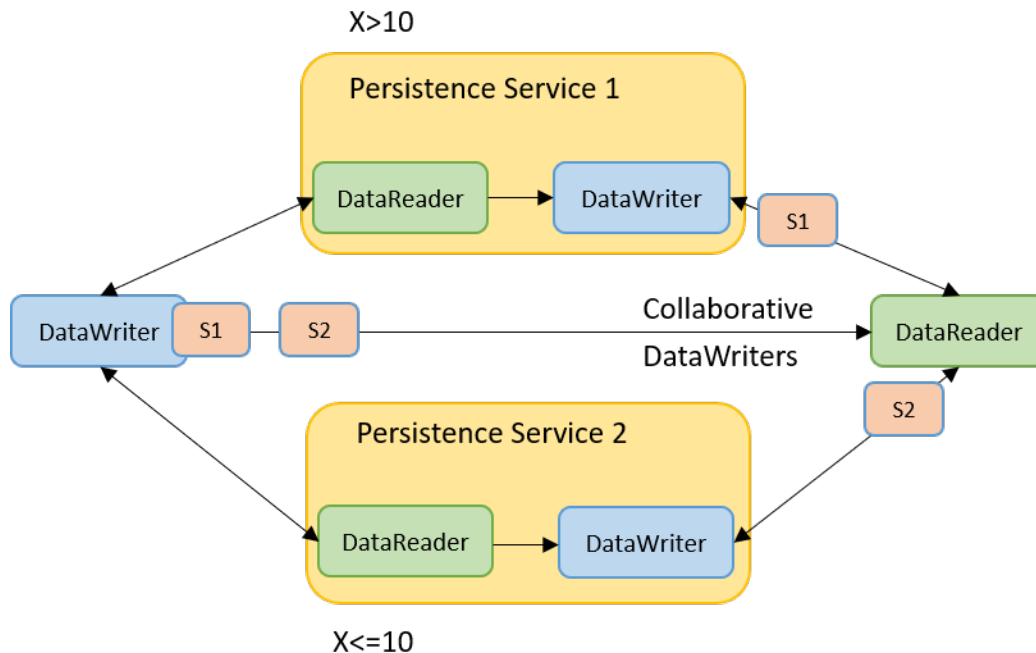 X>10
Persistence Service 1
DataReader
DataWriter
S1
DataWriter
S1
S2
Collaborative
DataWriters
DataReader
S2
Persistence Service 2
DataReader
DataWriter
X<=10